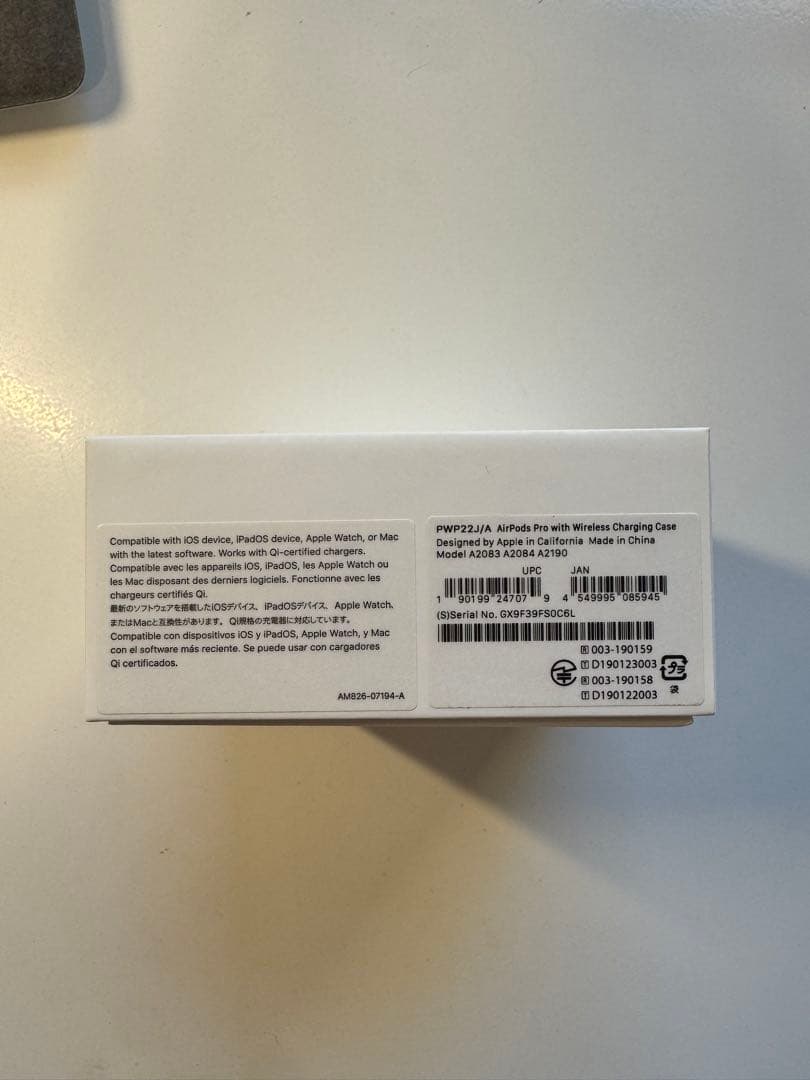 Compatible with iOS device, iPadOS device, Apple Watch, or Mac
with the latest software. Works with Qi-certified chargers.
Compatible avec les appareils iOS, iPadOS, les Apple Watch ou
les Mac disposant des derniers logiciels. Fonctionne avec les
chargeurs certifiés Qi.
最新のソフトウェアを搭載したiOSデバイス、iPadOSデバイス、Apple Watch、
またはMacと互換性があります。Qi規格の充電器に対応しています。
Compatible con dispositivos iOS y iPadOS, Apple Watch, y Mac
con el software más reciente. Se puede usar con cargadores
Qi certificados.
AM826-07194-A
PWP22J/A AirPods Pro with Wireless Charging Case
Designed by Apple in California Made in China
Model A2083 A2084 A2190
UPC JAN
1 90199 24707 9 4 549995 085945
(S)Serial No. GX9F39FS0C6L
R 003-190159
T D190123003
R 003-190158
T D190122003
プラ
袋